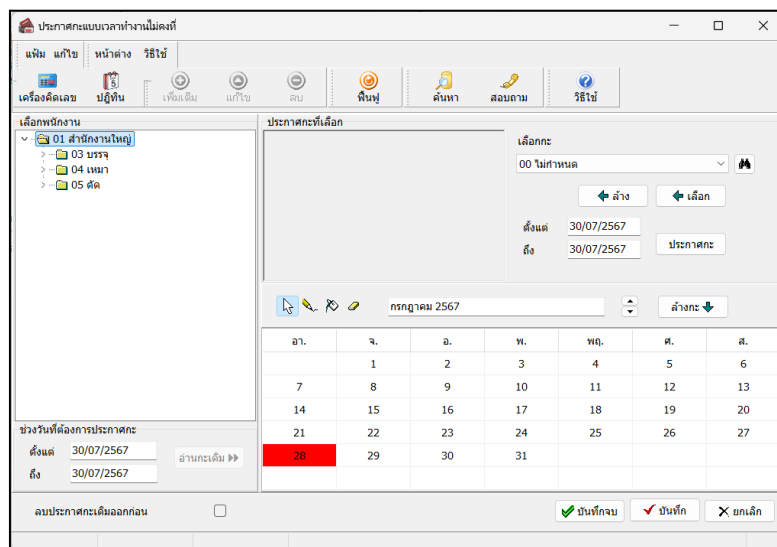 ประกาศกะแบบเวลาทำงานไม่คงที่
แฟ้ม แก้ไข หน้าต่าง วิธีใช้
เครื่องคิดเลข ปฏิทิน เพิ่มเติม แก้ไข ลบ ฟื้นฟู ค้นหา สอบถาม วิธีใช้
เลือกพนักงาน
01 สำนักงานใหญ่
03 บรรจุ
04 เหมา
05 ตัด
ช่วงวันที่ต้องการประกาศกะ
ตั้งแต่ 30/07/2567
อ่านกะเดิม
ถึง 30/07/2567
ประกาศกะที่เลือก
เลือกกะ
00 ไม่กำหนด
ล้าง เลือก
ตั้งแต่ 30/07/2567
ถึง 30/07/2567 ประกาศกะ
กรกฎาคม 2567 ล้างกะ
อา. จ. อ. พ. พฤ. ศ. ส.
1 2 3 4 5 6
7 8 9 10 11 12 13
14 15 16 17 18 19 20
21 22 23 24 25 26 27
28 29 30 31
ลบประกาศกะเดิมออกก่อน บันทึกจบ บันทึก ยกเลิก